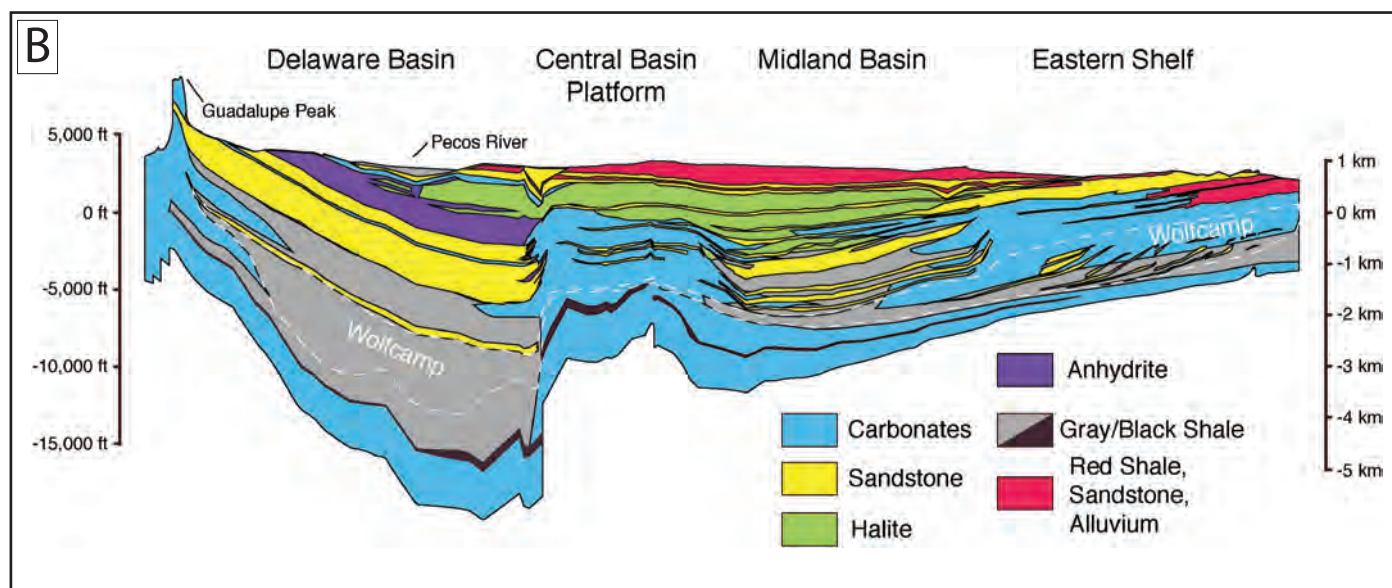 B
Delaware Basin
Central Basin
Platform
Midland Basin
Eastern Shelf
Guadalupe Peak
Pecos River
5,000 ft
0 ft
-5,000 ft
-10,000 ft
-15,000 ft
1 km
0 km
-1 km
-2 km
-3 km
-4 km
-5 km
Wolfcamp
Wolfcamp
Carbonates
Sandstone
Halite
Anhydrite
Gray/Black Shale
Red Shale,
Sandstone,
Alluvium